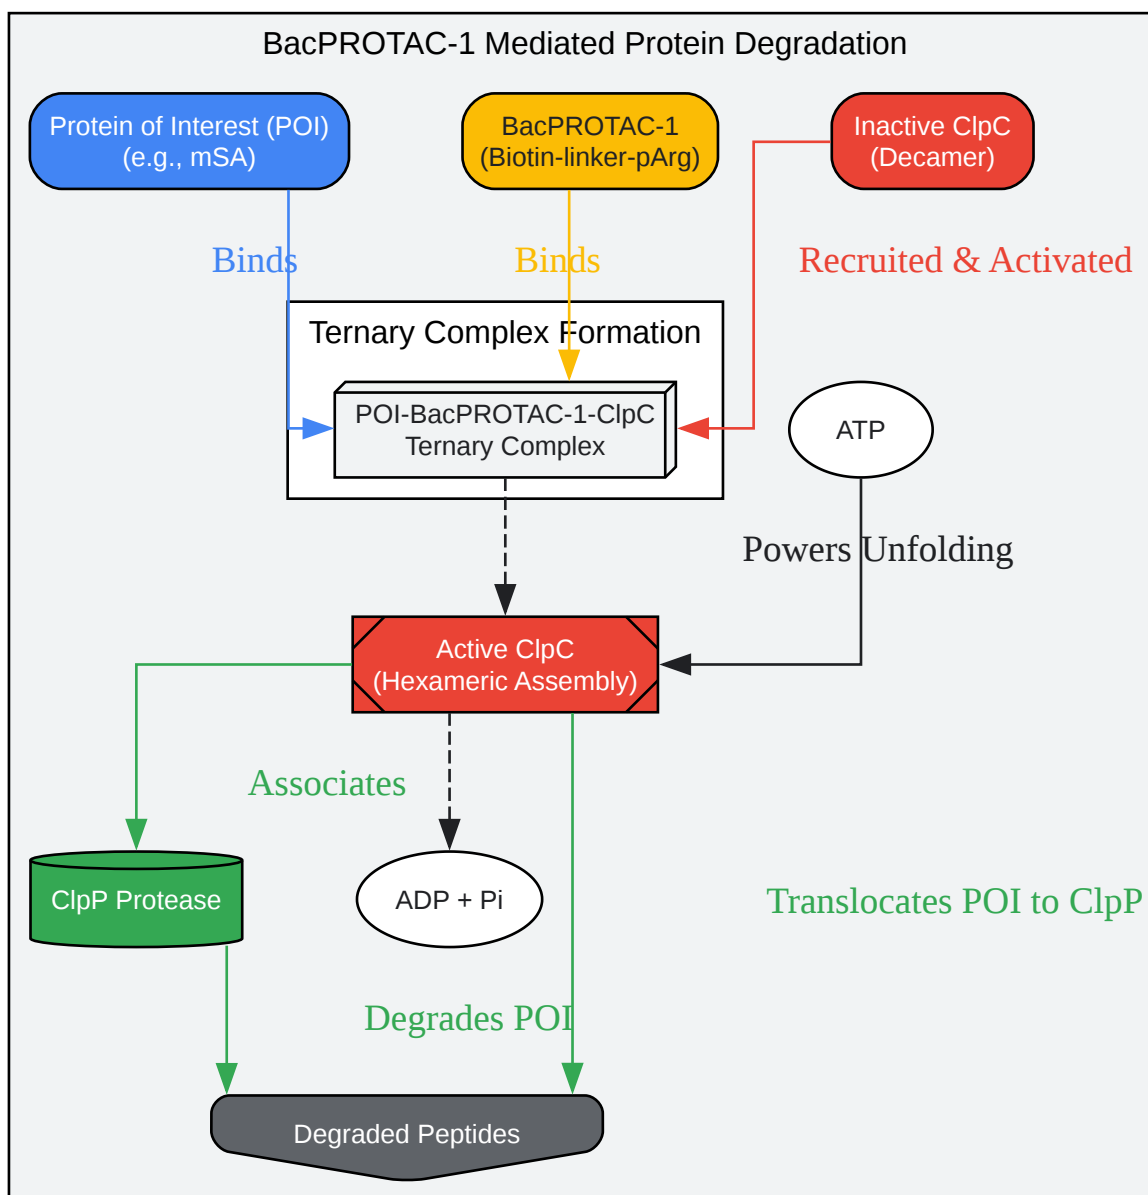 BacPROTAC-1 Mediated Protein Degradation
Protein of Interest (POI)
(e.g., mSA)
BacPROTAC-1
(Biotin-linker-pArg)
Inactive ClpC
(Decamer)
Binds
Binds
Recruited & Activated
Ternary Complex Formation
POI-BacPROTAC-1-ClpC
Ternary Complex
ATP
Powers Unfolding
Active ClpC
(Hexameric Assembly)
Associates
ClpP Protease
ADP + Pi
Translocates POI to ClpP
Degrades POI
Degraded Peptides